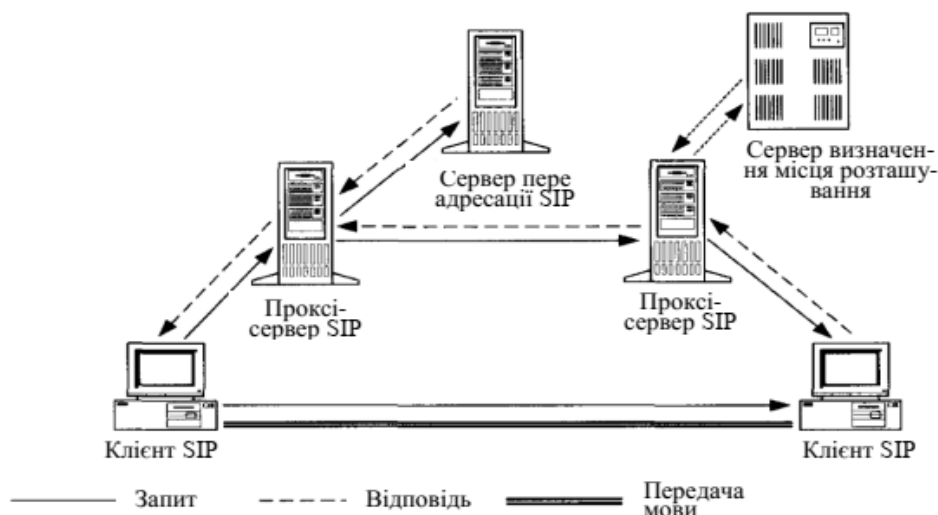 Сервер пере
адресації SIP
Сервер визначен-
ня місця розташу-
вання
Проксі-
сервер SIP
Проксі-
сервер SIP
Клієнт SIP
Клієнт SIP
Запит
Відповідь
Передача
мови